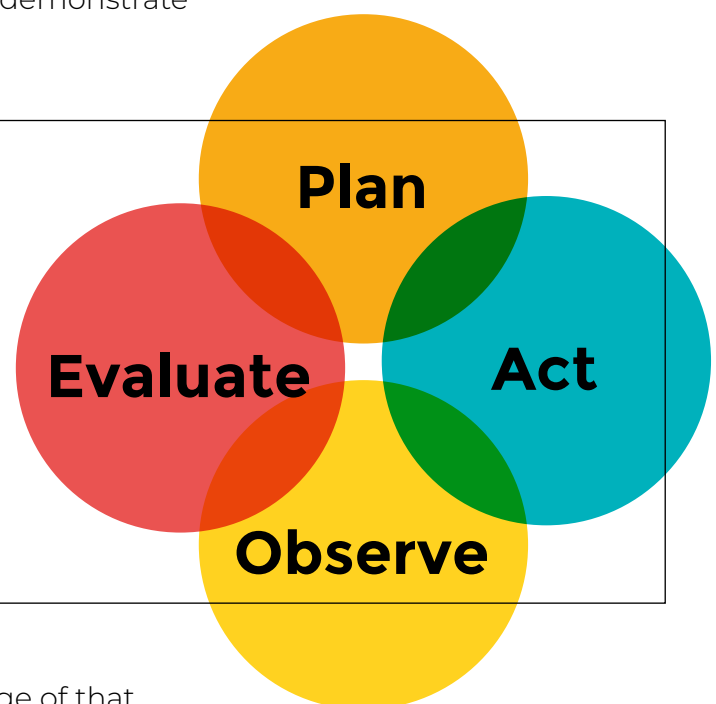 demonstrate
Plan
Act
Evaluate
Observe
ge of that